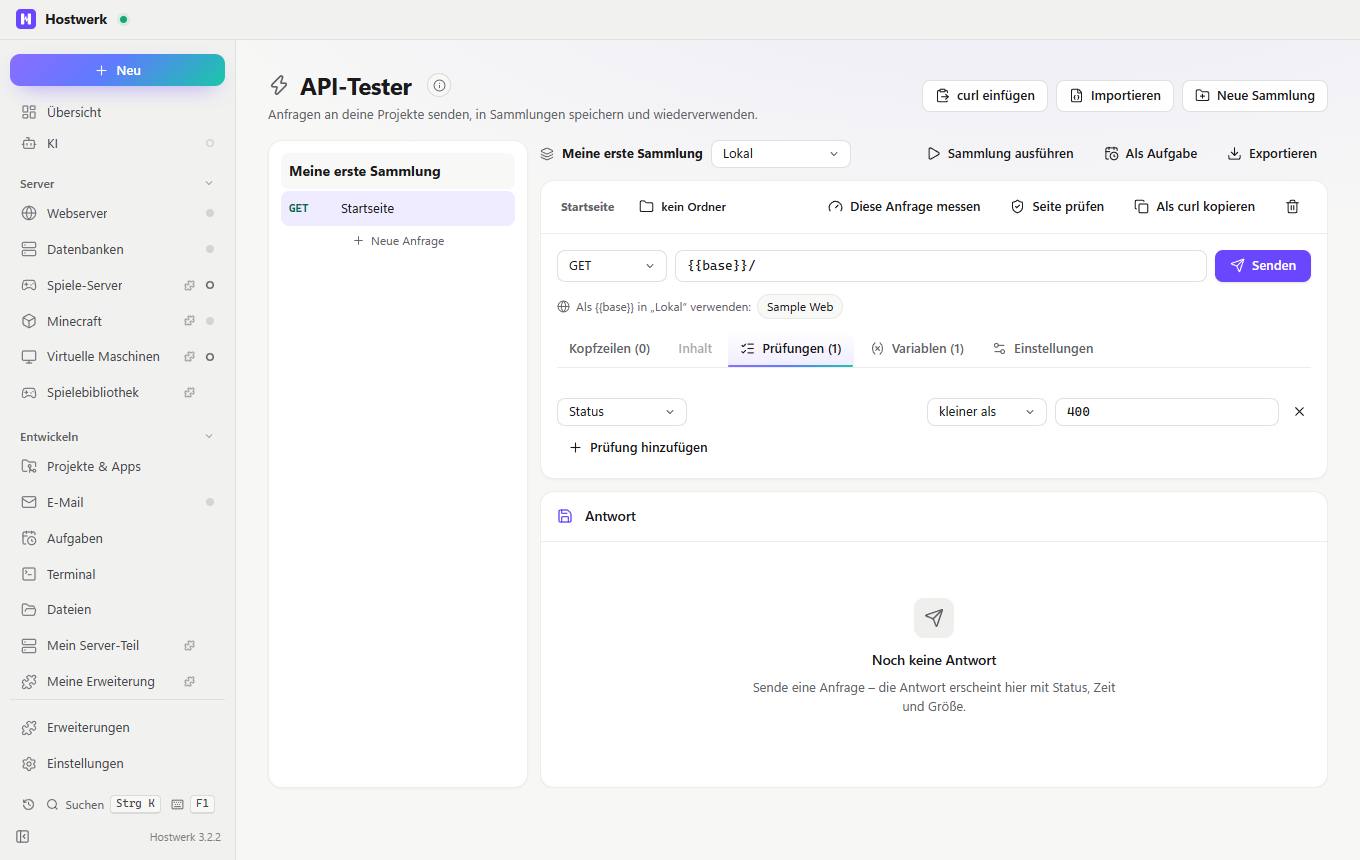 Hostwerk
Neu
Übersicht
KI
Server
Webserver
Datenbanken
Spiele-Server
Minecraft
Virtuelle Maschinen
Spielebibliothek
Entwickeln
Projekte & Apps
E-Mail
Aufgaben
Terminal
Dateien
Mein Server-Teil
Meine Erweiterung
Erweiterungen
Einstellungen
Suchen Strg K F1
Hostwerk 3.2.2
API-Tester
Anfragen an deine Projekte senden, in Sammlungen speichern und wiederverwenden.
curl einfügen Importieren Neue Sammlung
Meine erste Sammlung
GET Startseite
Neue Anfrage
Meine erste Sammlung Lokal Sammlung ausführen Als Aufgabe Exportieren
Startseite kein Ordner Diese Anfrage messen Seite prüfen Als curl kopieren
GET {{base}}/ Senden
Als {{base}} in „Lokal“ verwenden: Sample Web
Kopfzeilen (0) Inhalt Prüfungen (1) Variablen (1) Einstellungen
Status kleiner als 400
Prüfung hinzufügen
Antwort
Noch keine Antwort
Sende eine Anfrage – die Antwort erscheint hier mit Status, Zeit
und Größe.